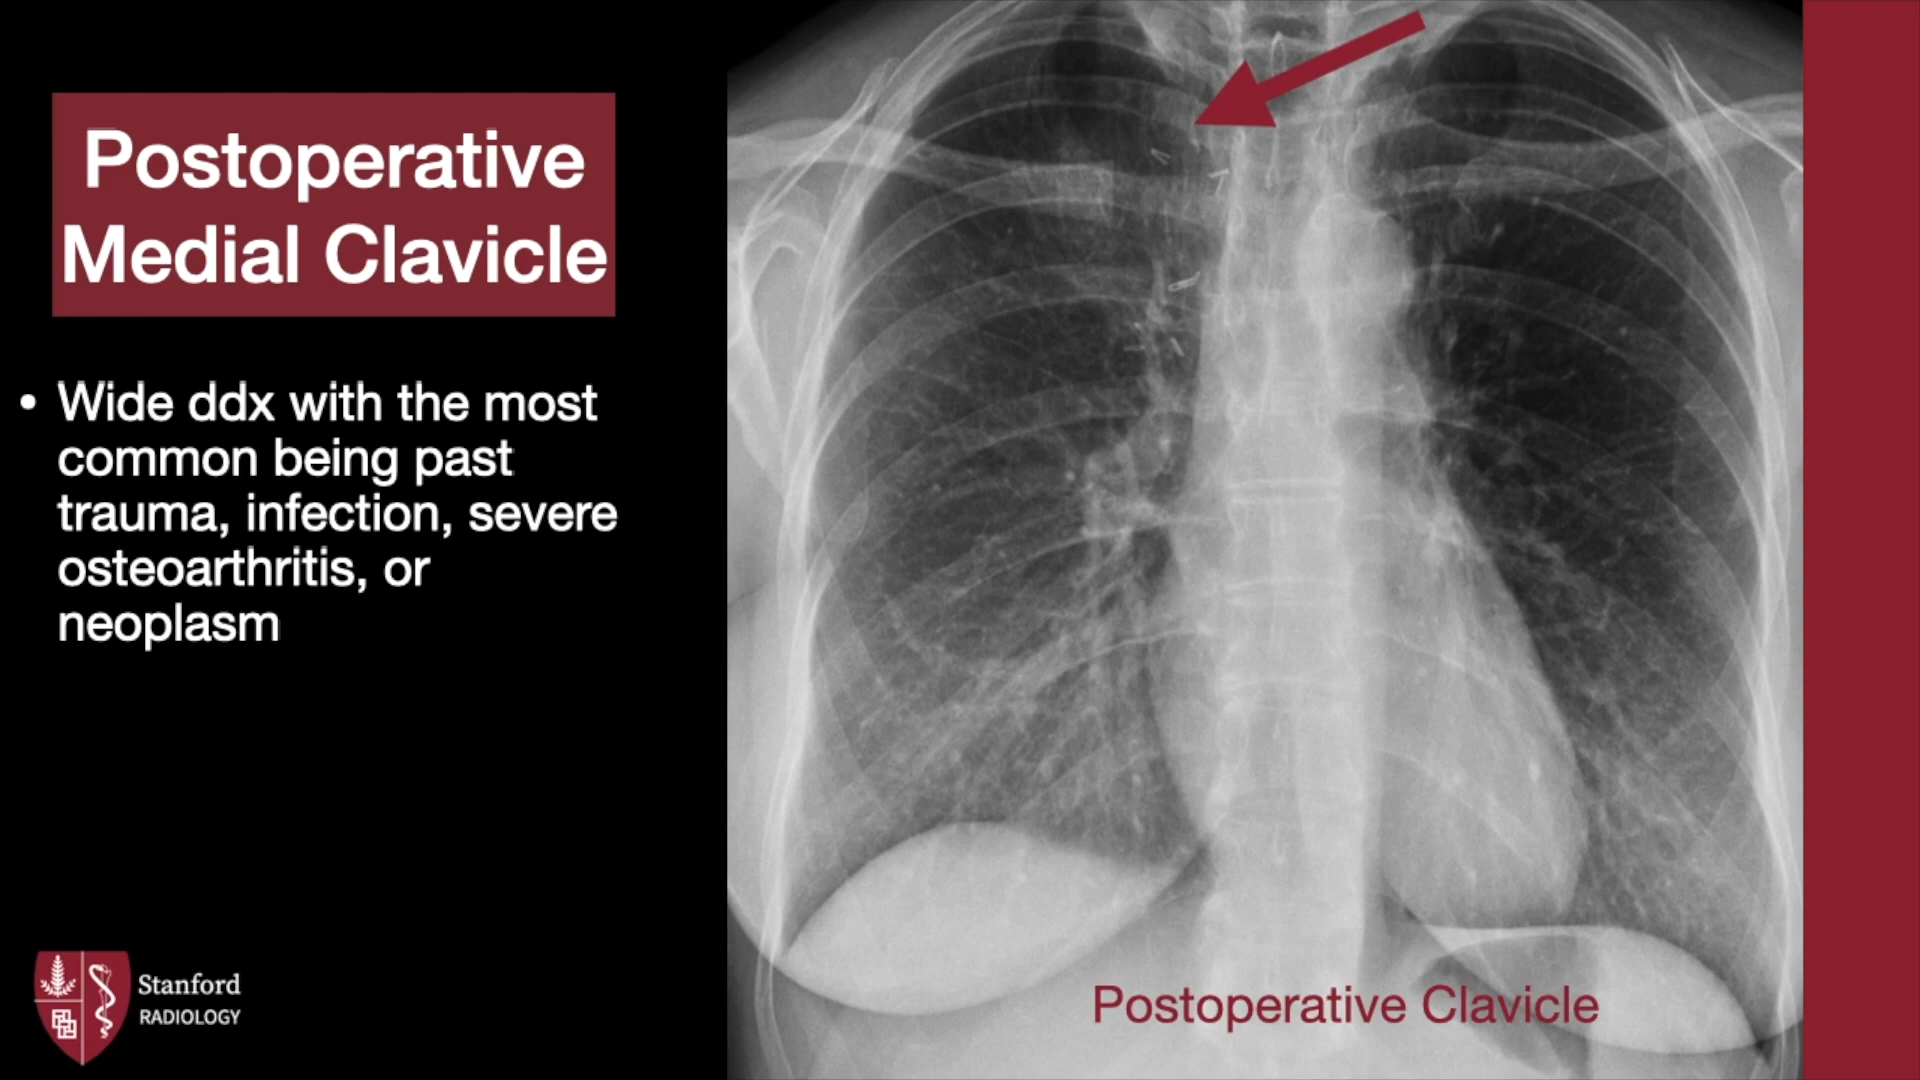 Postoperative
Medial Clavicle
• Wide ddx with the most
common being past
trauma, infection, severe
osteoarthritis, or
neoplasm
Postoperative Clavicle
Stanford
RADIOLOGY